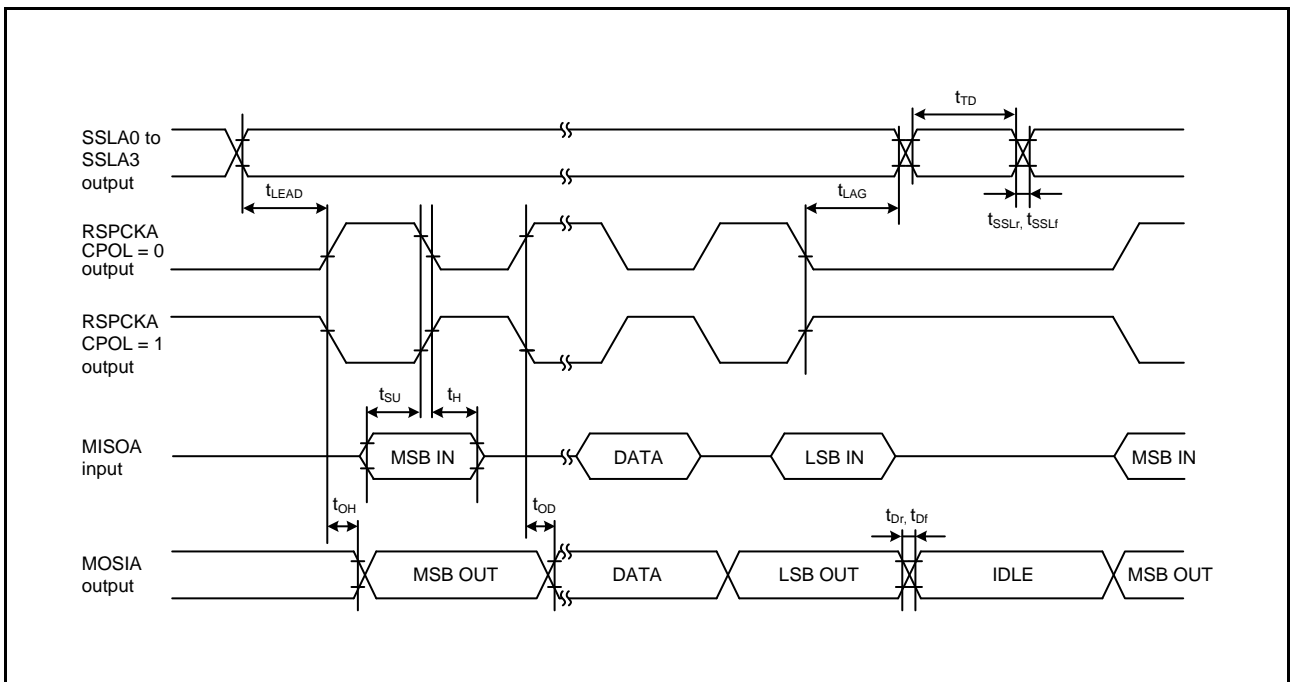 tTD
SSLA0 to
SSLA3
output
tLEAD
tLAG
tSSLr, tSSLf
RSPCKA
CPOL = 0
output
RSPCKA
CPOL = 1
output
tSU
tH
MISOA
input
MSB IN
DATA
LSB IN
MSB IN
tOH
tOD
tDr, tDf
MOSIA
output
MSB OUT
DATA
LSB OUT
IDLE
MSB OUT